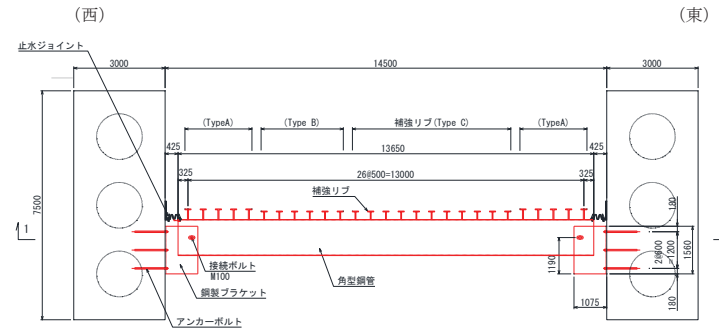 （西）
（東）
止水ジョイント
3000
14500
3000
(TypeA)
(Type B)
補強リブ(Type C)
(TypeA)
425
13650
425
325
26@500=13000
325
補強リブ
7500
180
1
2@600
=1200
1560
1190
180
1075
接続ボルト
M100
角型鋼管
鋼製ブラケット
アンカーボルト